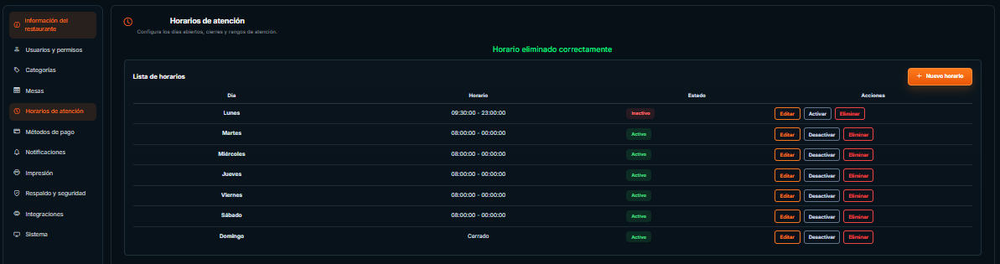 Información del
restaurante
Usuarios y permisos
Categorías
Mesas
Horarios de atención
Métodos de pago
Notificaciones
Impresión
Respaldo y seguridad
Integraciones
Sistema
Horarios de atención
Configura los días abiertos, cierres y rangos de atención.
Horario eliminado correctamente
Lista de horarios
+ Nuevo horario
Día Horario Estado Acciones
Lunes 09:30:00 - 23:00:00 Inactivo Editar Activar Eliminar
Martes 08:00:00 - 00:00:00 Activo Editar Desactivar Eliminar
Miércoles 08:00:00 - 00:00:00 Activo Editar Desactivar Eliminar
Jueves 08:00:00 - 00:00:00 Activo Editar Desactivar Eliminar
Viernes 08:00:00 - 00:00:00 Activo Editar Desactivar Eliminar
Sábado 08:00:00 - 00:00:00 Activo Editar Desactivar Eliminar
Domingo Cerrado Activo Editar Desactivar Eliminar